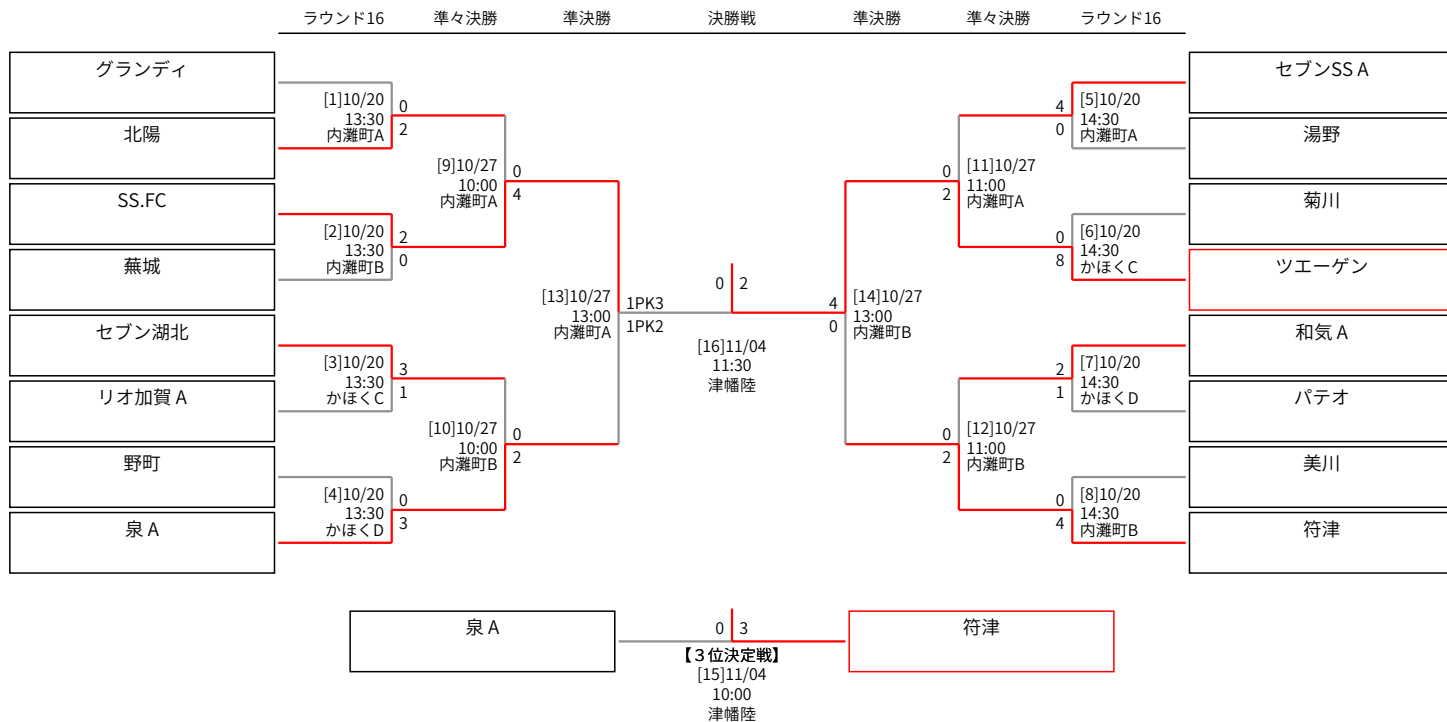 ラウンド16 準々決勝 準決勝 決勝戦 準決勝 準々決勝 ラウンド16
グランディ
北陽
SS.FC
蕪城
セブン湖北
リオ加賀 A
野町
泉 A
[1]10/20
13:30
内灘町A
0
2
[2]10/20
13:30
内灘町B
2
0
[3]10/20
13:30
かほくC
3
1
[4]10/20
13:30
かほくD
0
3
[9]10/27
10:00
内灘町A
0
4
[10]10/27
10:00
内灘町B
0
2
[13]10/27
13:00
内灘町A
1PK3
1PK2
0 2
[16]11/04
11:30
津幡陸
4
0
[14]10/27
13:00
内灘町B
0
2
[11]10/27
11:00
内灘町A
0
2
[12]10/27
11:00
内灘町B
4
0
[5]10/20
14:30
内灘町A
0
8
[6]10/20
14:30
かほくC
2
1
[7]10/20
14:30
かほくD
0
4
[8]10/20
14:30
内灘町B
セブンSS A
湯野
菊川
ツエーゲン
和気 A
パテオ
美川
符津
泉 A
0 3
符津
【３位決定戦】
[15]11/04
10:00
津幡陸